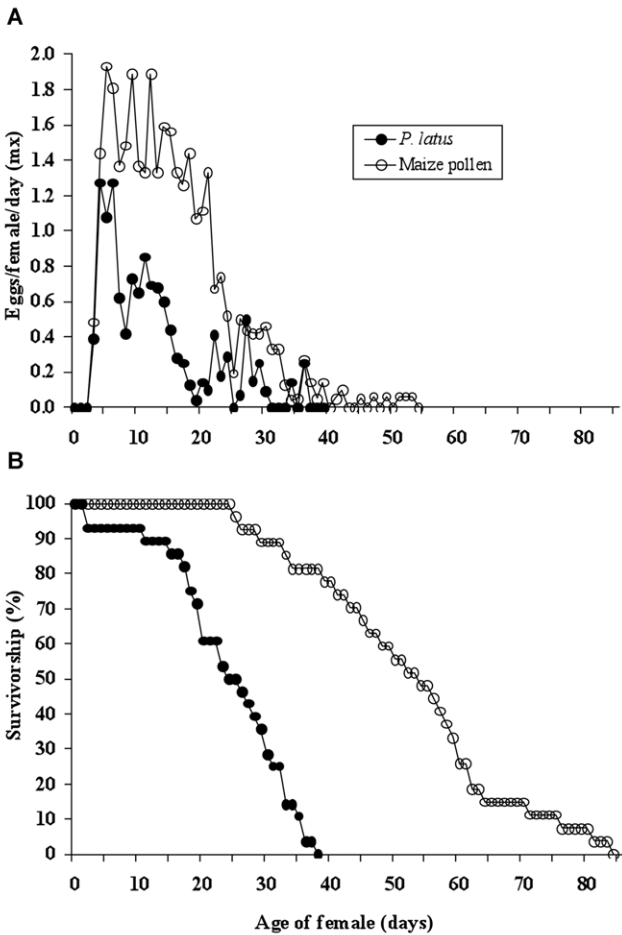 A
Eggs/female/day (mx)
2.0
1.8
1.6
1.4
1.2
1.0
0.8
0.6
0.4
0.2
0.0
P. latus
Maize pollen
0 10 20 30 40 50 60 70 80
B
Survivorship (%)
100
90
80
70
60
50
40
30
20
10
0
0 10 20 30 40 50 60 70 80
Age of female (days)